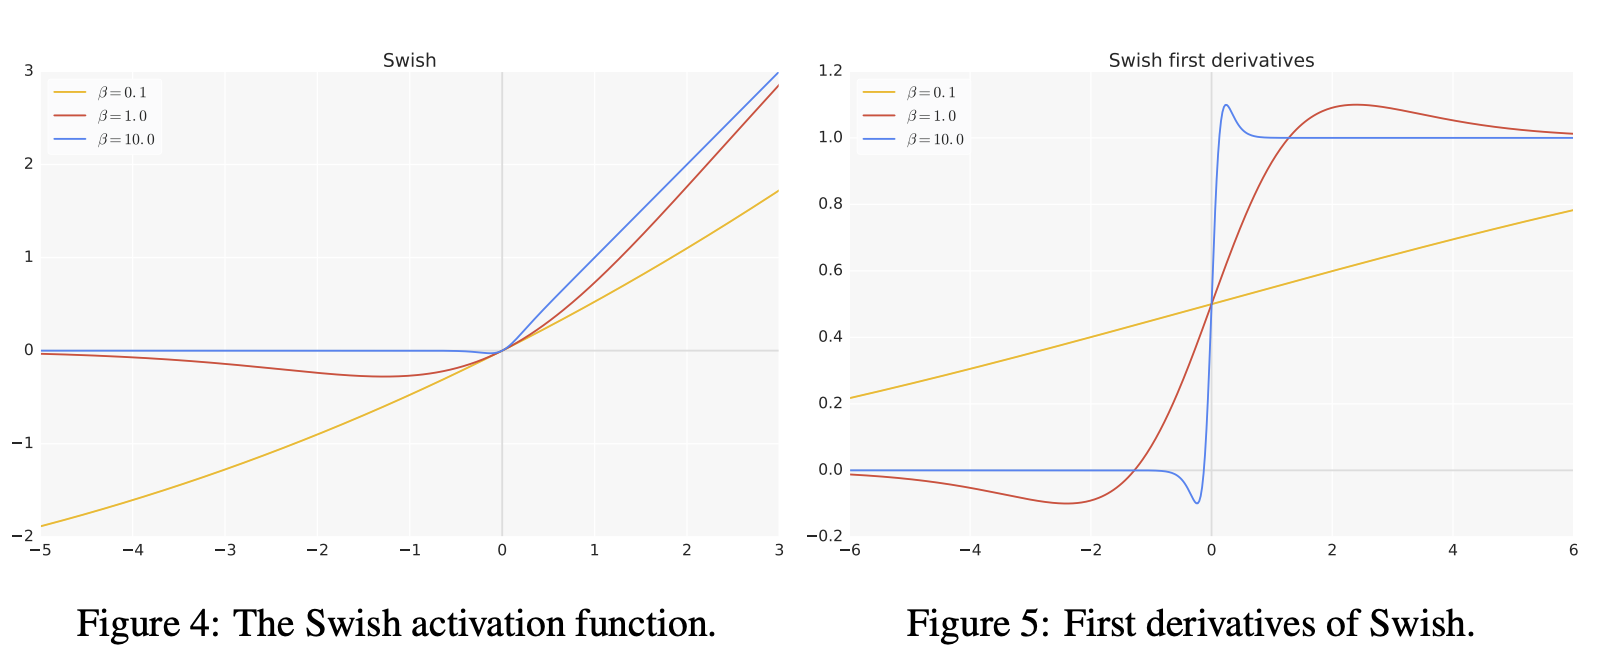 Swish
3
2
1
0
−1
−2
β=0.1
β=1.0
β=10.0
−5 −4 −3 −2 −1 0 1 2 3
Figure 4: The Swish activation function.
Swish first derivatives
1.2
1.0
0.8
0.6
0.4
0.2
0.0
−0.2
β=0.1
β=1.0
β=10.0
−6 −4 −2 0 2 4 6
Figure 5: First derivatives of Swish.